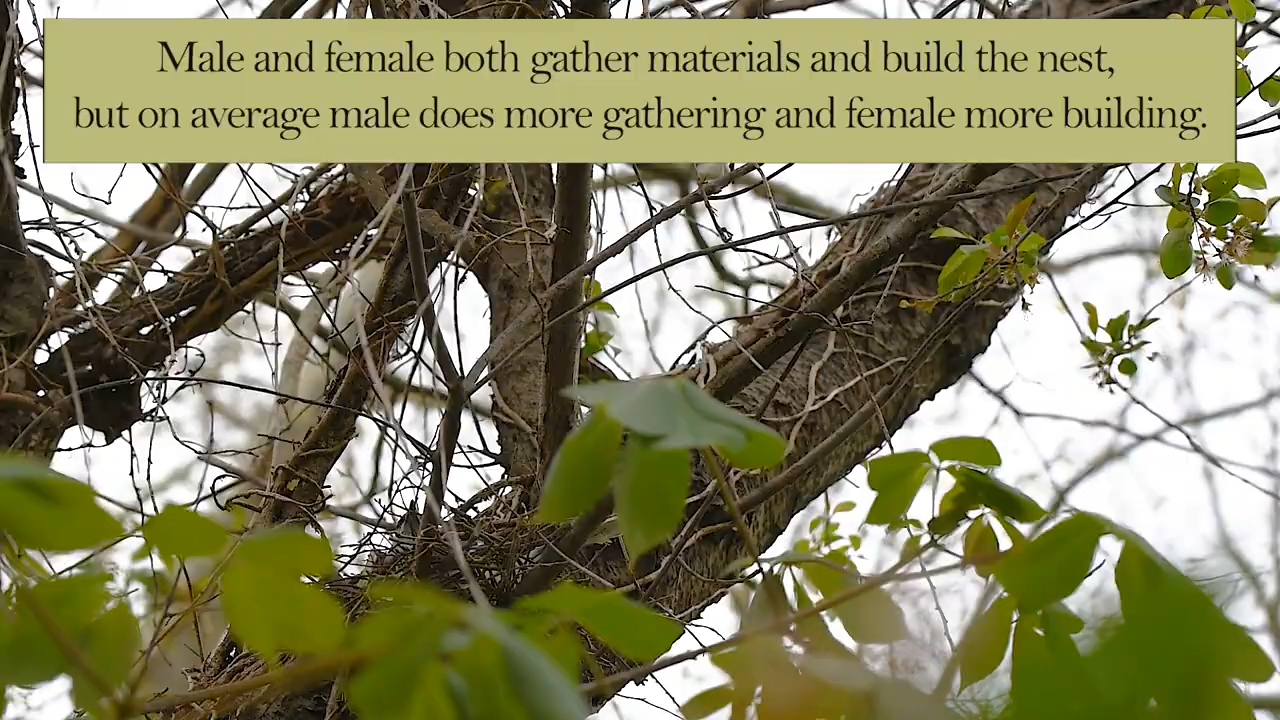 Male and female both gather materials and build the nest,
but on average male does more gathering and female more building.